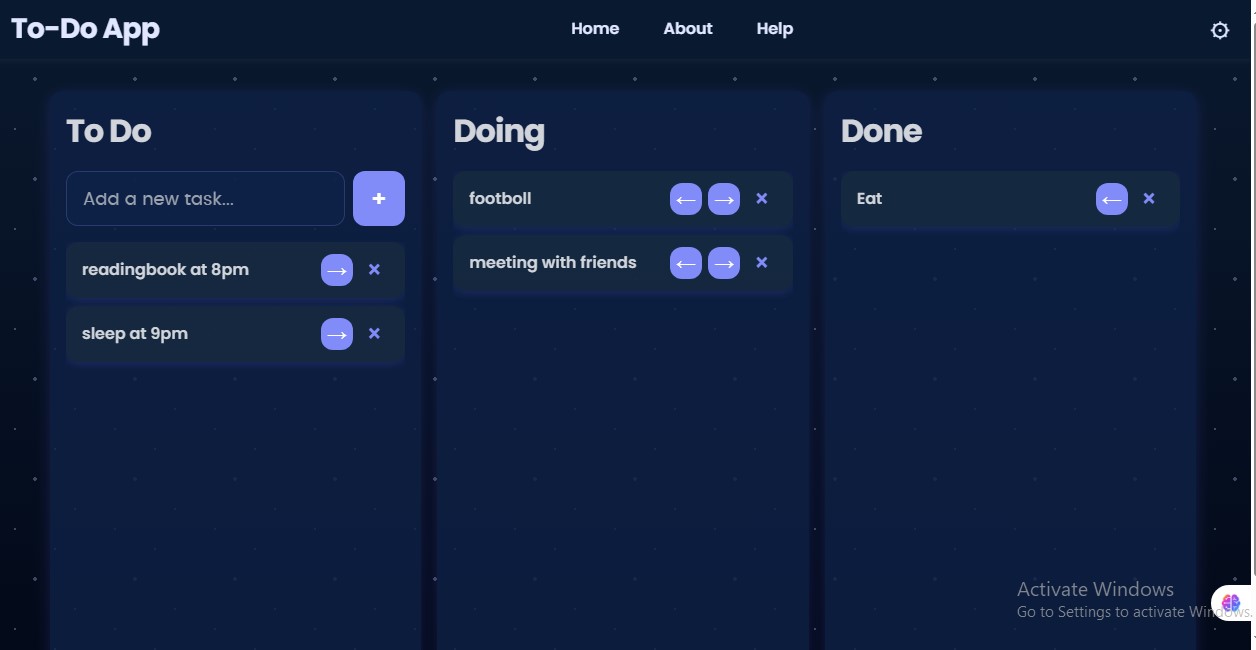 To-Do App
Home
About
Help
To Do
Add a new task...
+
readingbook at 8pm
→
×
sleep at 9pm
→
×
Doing
footboll
←
→
×
meeting with friends
←
→
×
Done
Eat
←
×
Activate Windows
Go to Settings to activate Windows.